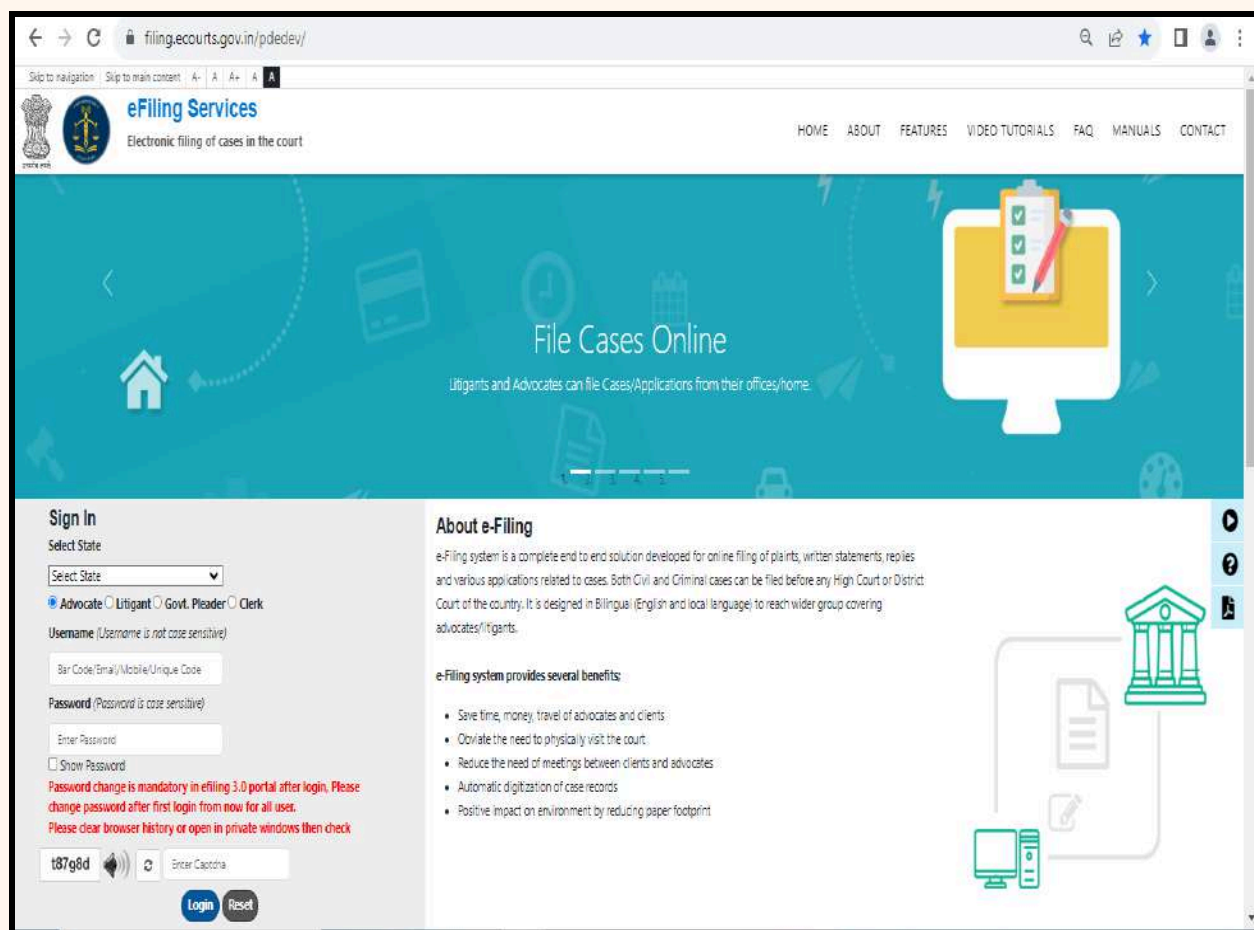 filing.ecourts.gov.in/pdedev/
Skip to navigation Skip to main content A- A A+ A A
eFiling Services
Electronic filing of cases in the court
HOME ABOUT FEATURES VIDEO TUTORIALS FAQ MANUALS CONTACT
File Cases Online
Litigants and Advocates can file Cases/Applications from their offices/home.
1. 2. 3. 4. 5.
Sign In
Select State
Select State
Advocate Litigant Govt. Pleader Clerk
Username (Username is not case sensitive)
Bar Code/Email/Mobile/Unique Code
Password (Password is case sensitive)
Enter Password
Show Password
Password change is mandatory in efiling 3.0 portal after login, Please
change password after first login from now for all user.
Please clear browser history or open in private windows then check
t87g8d Enter Captcha
Login Reset
About e-Filing
e-Filing system is a complete end to end solution developed for online filing of plaints, written statements, replies
and various applications related to cases. Both Civil and Criminal cases can be filed before any High Court or District
Court of the country. It is designed in Bilingual (English and local language) to reach wider group covering
advocates/litigants.
e-Filing system provides several benefits;
Save time, money, travel of advocates and clients
Obviate the need to physically visit the court
Reduce the need of meetings between clients and advocates
Automatic digitization of case records
Positive impact on environment by reducing paper footprint